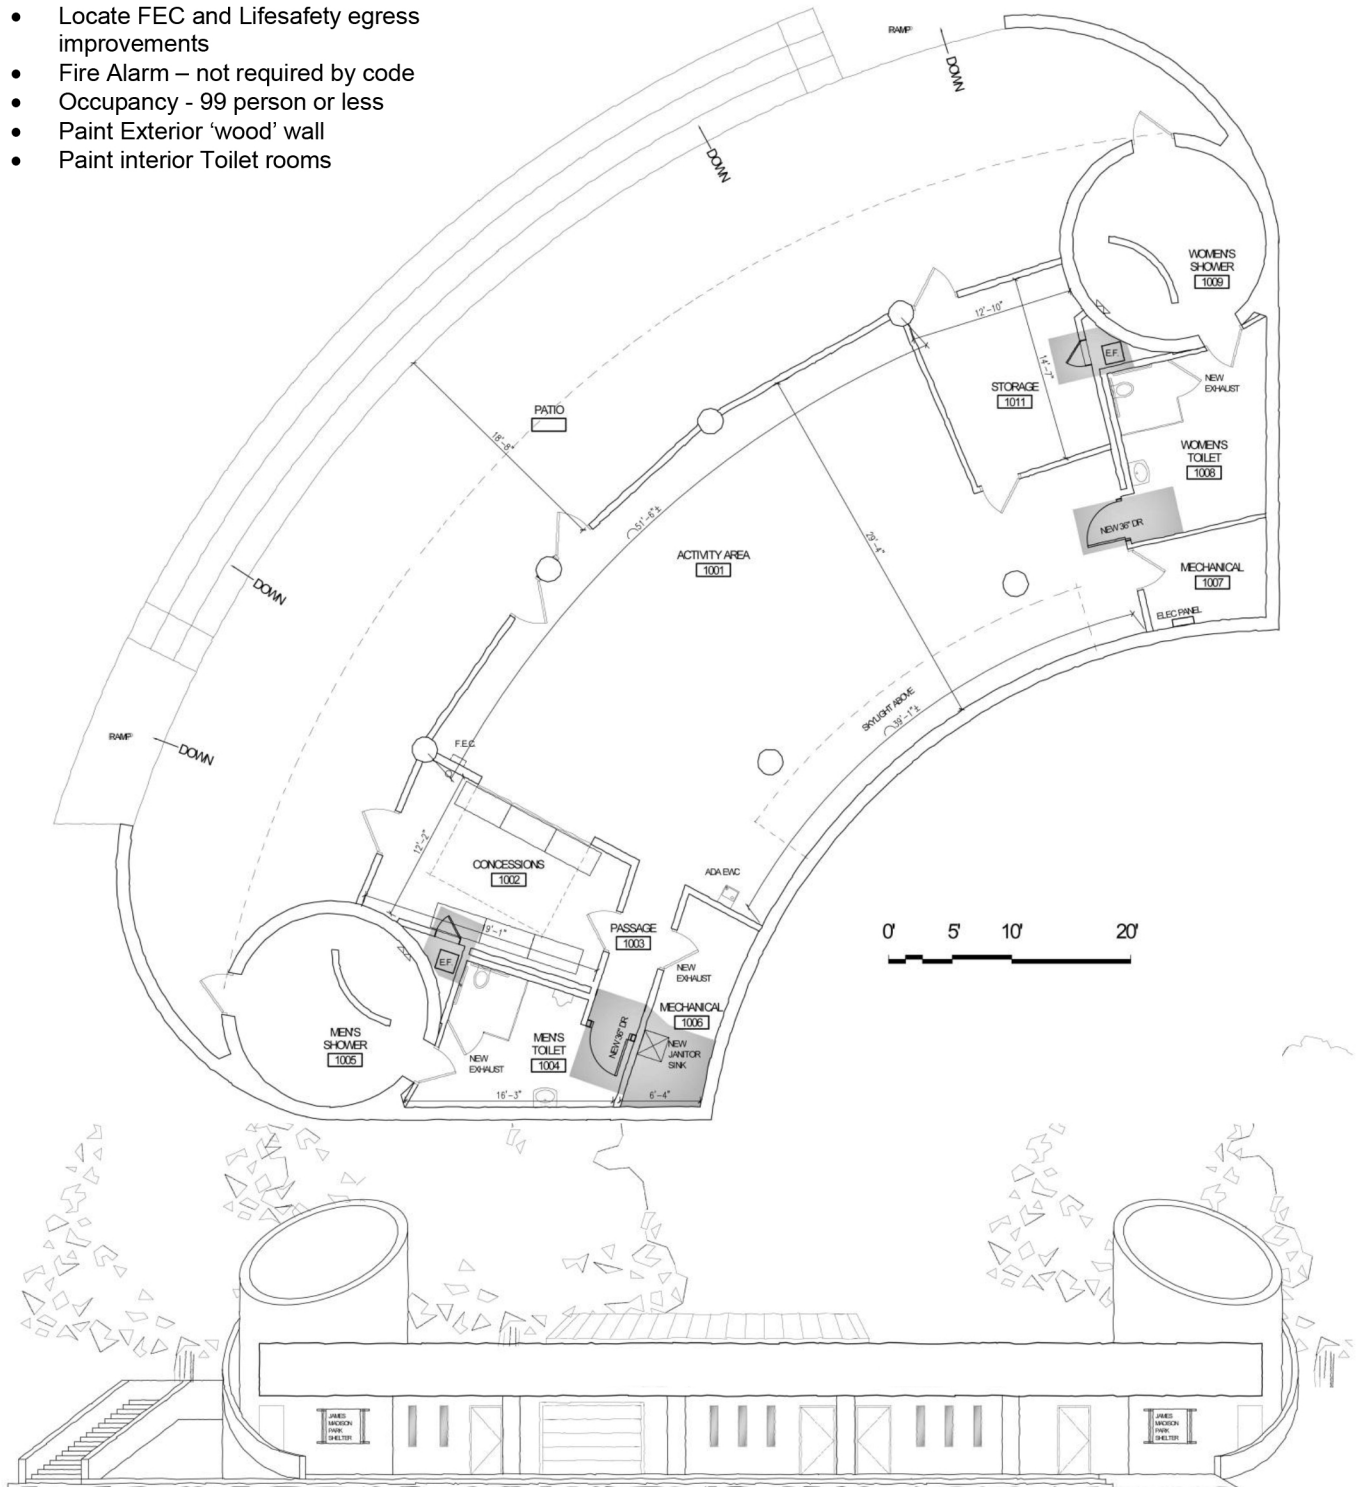 • Locate FEC and Lifesafety egress
improvements
• Fire Alarm – not required by code
• Occupancy - 99 person or less
• Paint Exterior ‘wood’ wall
• Paint interior Toilet rooms
RAMP
DOWN
DOWN
WOMEN'S
SHOWER
1009
12'-10"
14'-7"
E.F.
STORAGE
1011
NEW
EXHAUST
PATIO
18'-8"
WOMEN'S
TOILET
1008
51'-6"±
NEW 36" DR
29'-4"
ACTIVITY AREA
1001
MECHANICAL
1007
DOWN
ELEC PANEL
SKYLIGHT ABOVE
39'-1"±
RAMP
DOWN
F.E.C.
12'-2"
CONCESSIONS
1002
ADA EWC
0' 5' 10' 20'
19'-1"
PASSAGE
1003
E.F.
NEW
EXHAUST
MECHANICAL
1006
MEN'S
SHOWER
1005
MEN'S
TOILET
1004
NEW 36" DR
NEW
JANITOR
SINK
NEW
EXHAUST
16'-3"
6'-4"
JAMES
MADISON
PARK
SHELTER
JAMES
MADISON
PARK
SHELTER